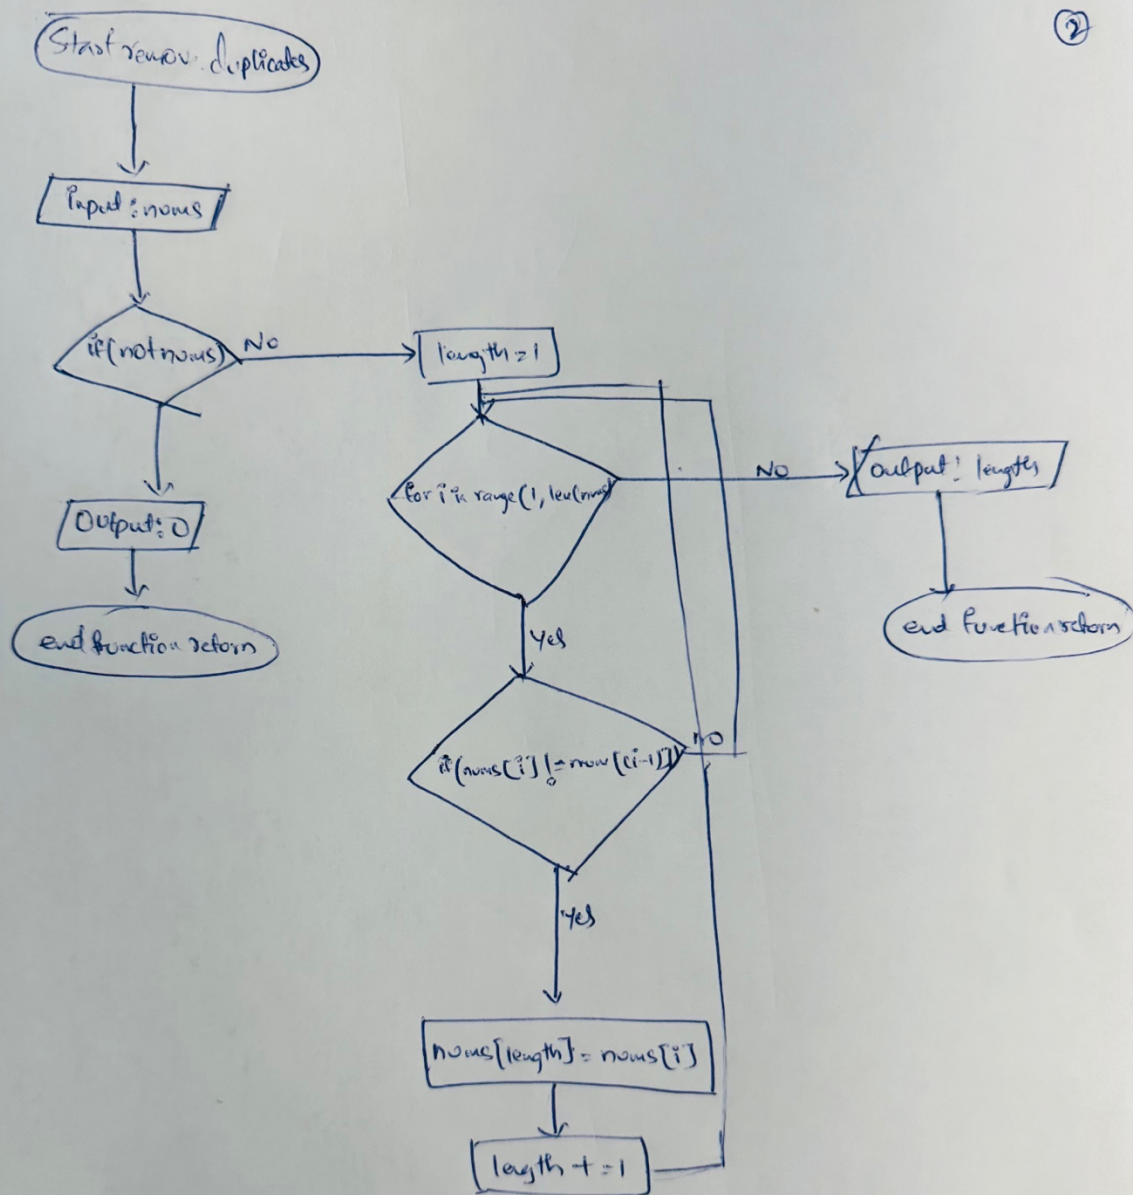 2
Start remov. duplicates
input: nums
if(not nums)
No
length = 1
for i in range(1, len(nums)
No
output: length
Output: 0
end function return
end function return
Yes
if(nums[i] != num[(i-1)])
no
Yes
nums[length] = nums[i]
length + = 1